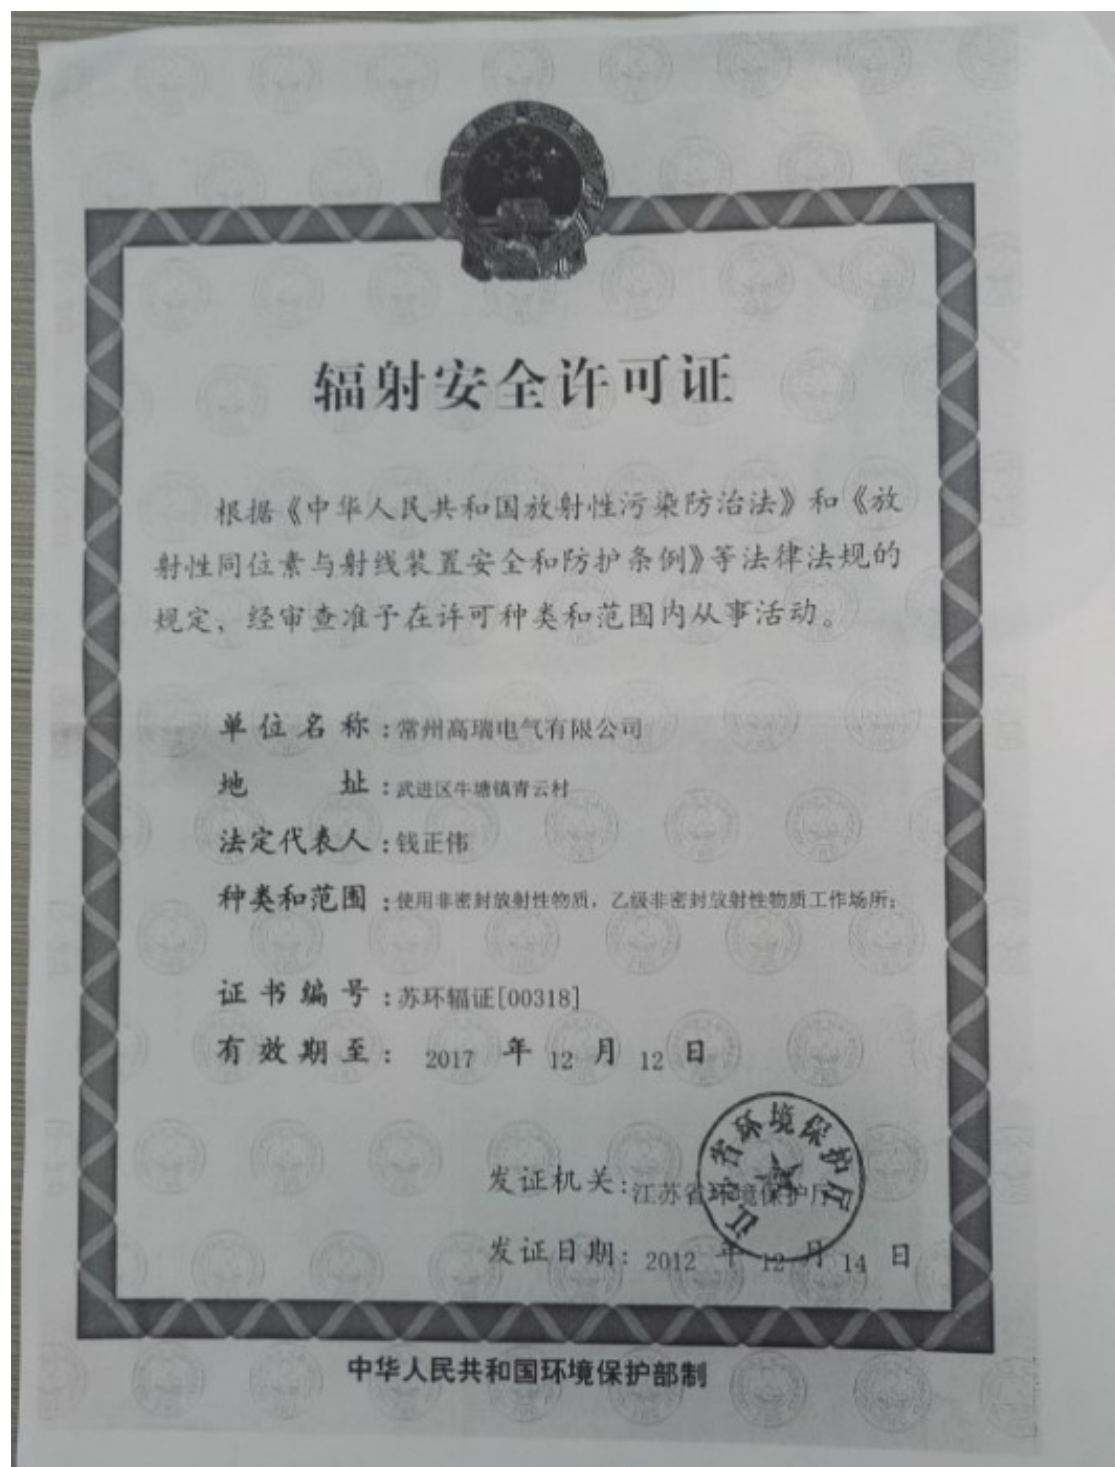 辐射安全许可证
根据《中华人民共和国放射性污染防治法》和《放
射性同位素与射线装置安全和防护条例》等法律法规的
规定，经审查准予在许可种类和范围内从事活动。
单位名称：常州高瑞电气有限公司
地址：武进区牛塘镇青云村
法定代表人：钱正伟
种类和范围：使用非密封放射性物质，乙级非密封放射性物质工作场所；
证书编号：苏环辐证[00318]
有效期至：2017 年 12 月 12 日
发证机关：江苏省环境保护厅
江苏省环境保护厅
发证日期：2012 年 12 月 14 日
中华人民共和国环境保护部制